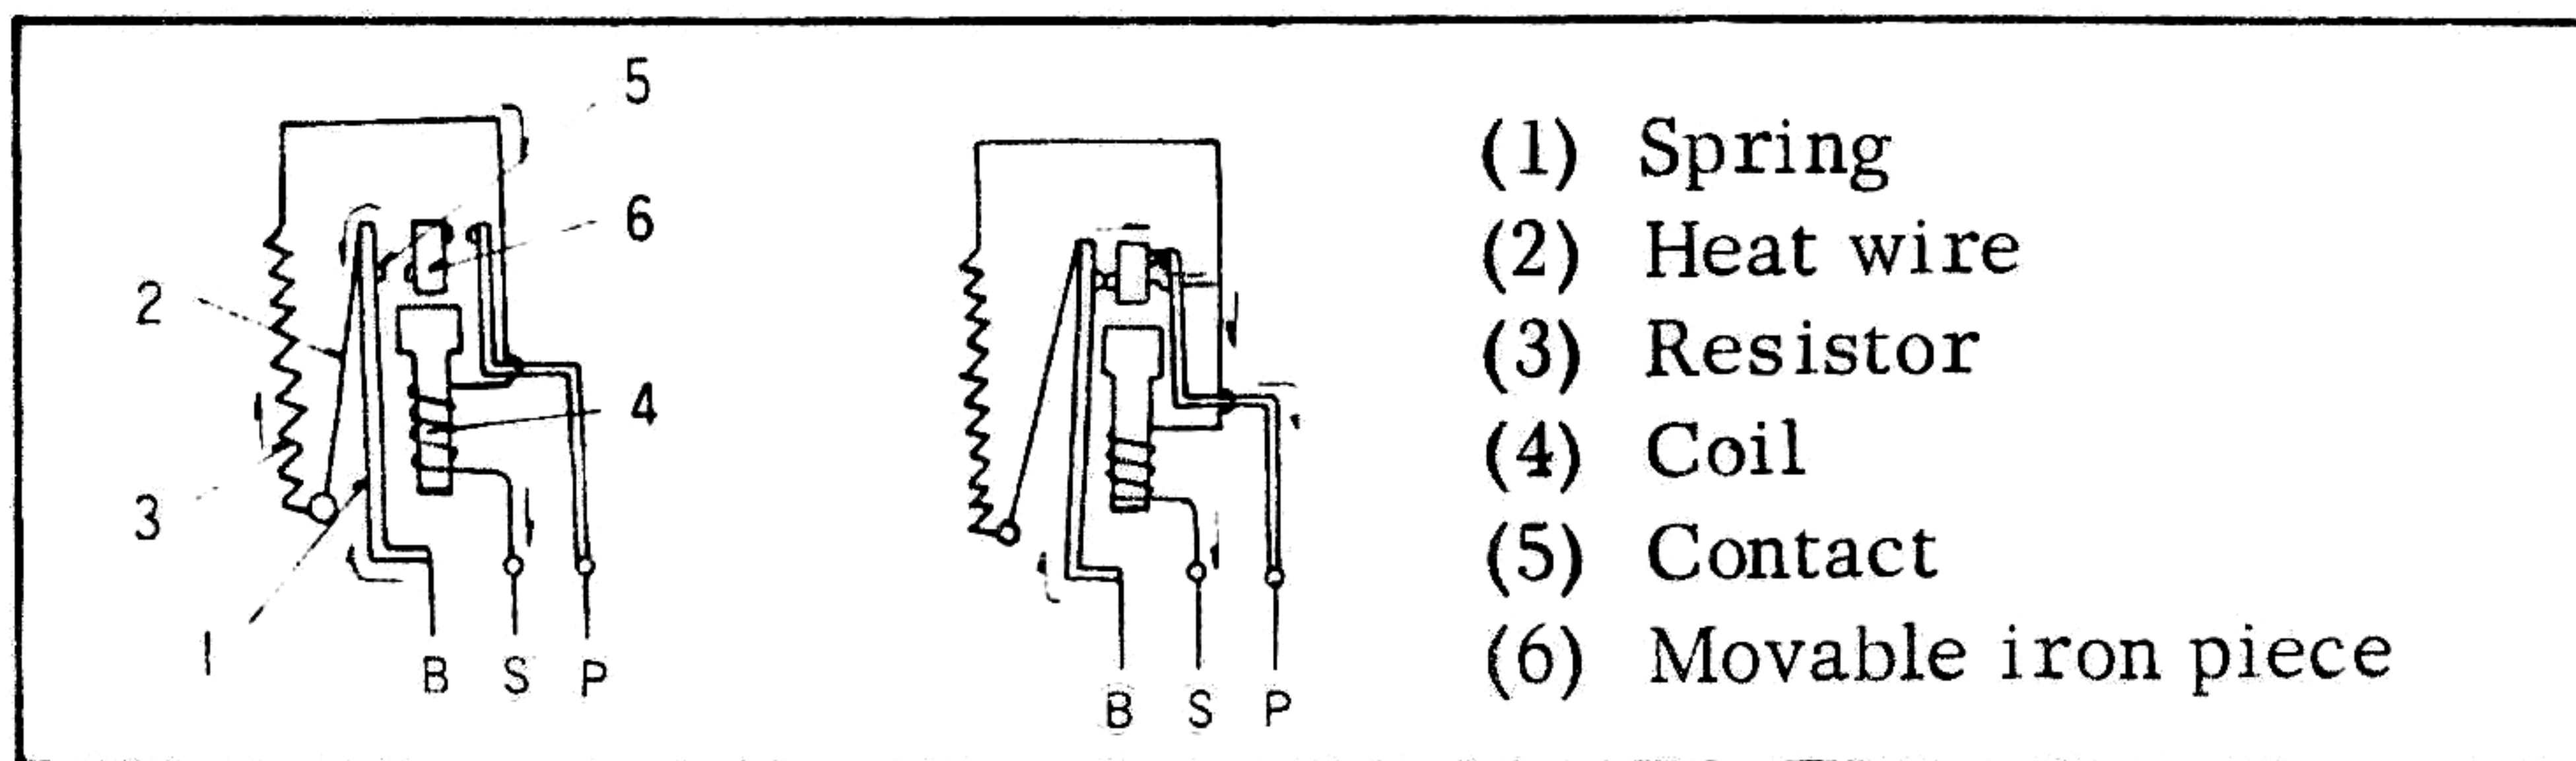 5
6
2
4
3
1
B S P
B S P
(1) Spring
(2) Heat wire
(3) Resistor
(4) Coil
(5) Contact
(6) Movable iron piece